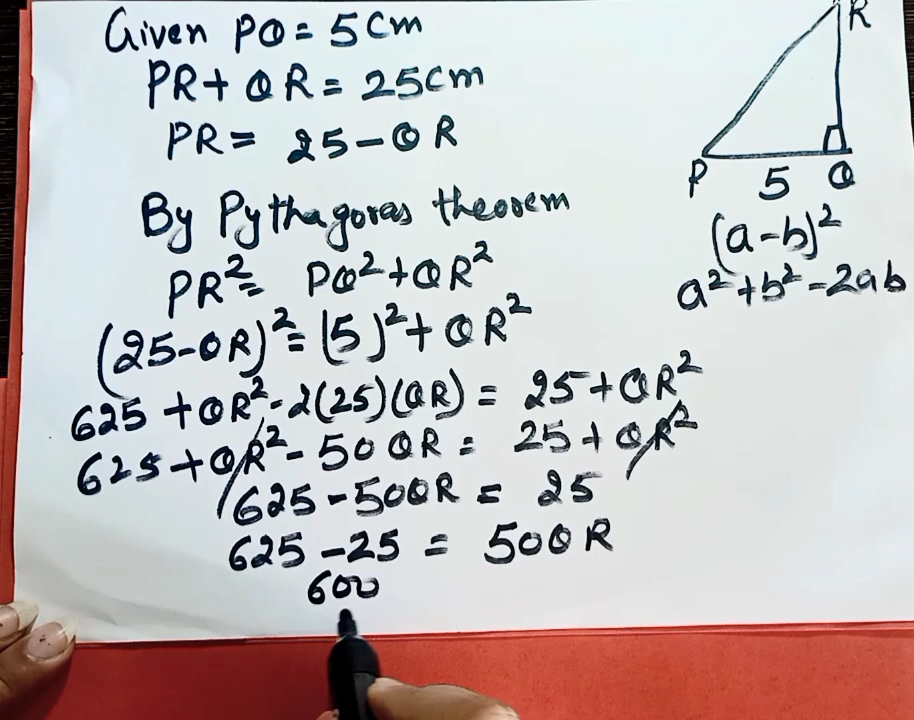 Given PQ = 5cm
PR + QR = 25cm
PR = 25 - QR
By Pythagoras theorem
PR² = PQ² + QR²
(25-QR)² = (5)² + QR²
625 + QR² - 2(25)(QR) = 25 + QR²
625 + QR² - 50QR = 25 + QR²
625 - 50QR = 25
625 - 25 = 50QR
600
R
P 5 Q
(a-b)²
a² + b² - 2ab